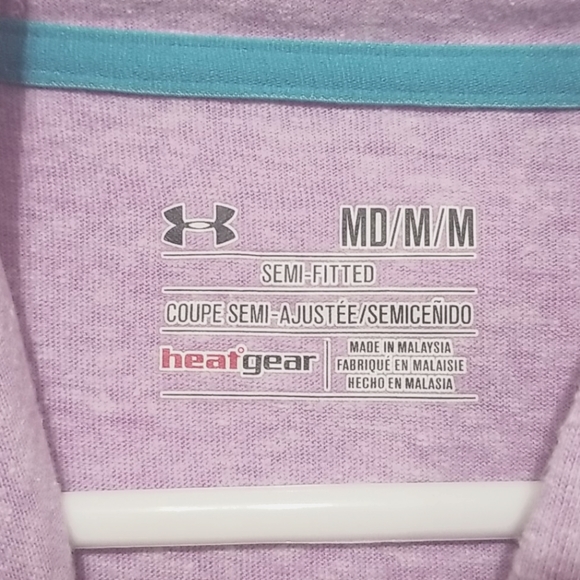 MD/M/M
SEMI-FITTED
COUPE SEMI-AJUSTÉE/SEMICEÑIDO
heatgear
MADE IN MALAYSIA
FABRIQUÉ EN MALAISIE
HECHO EN MALASIA